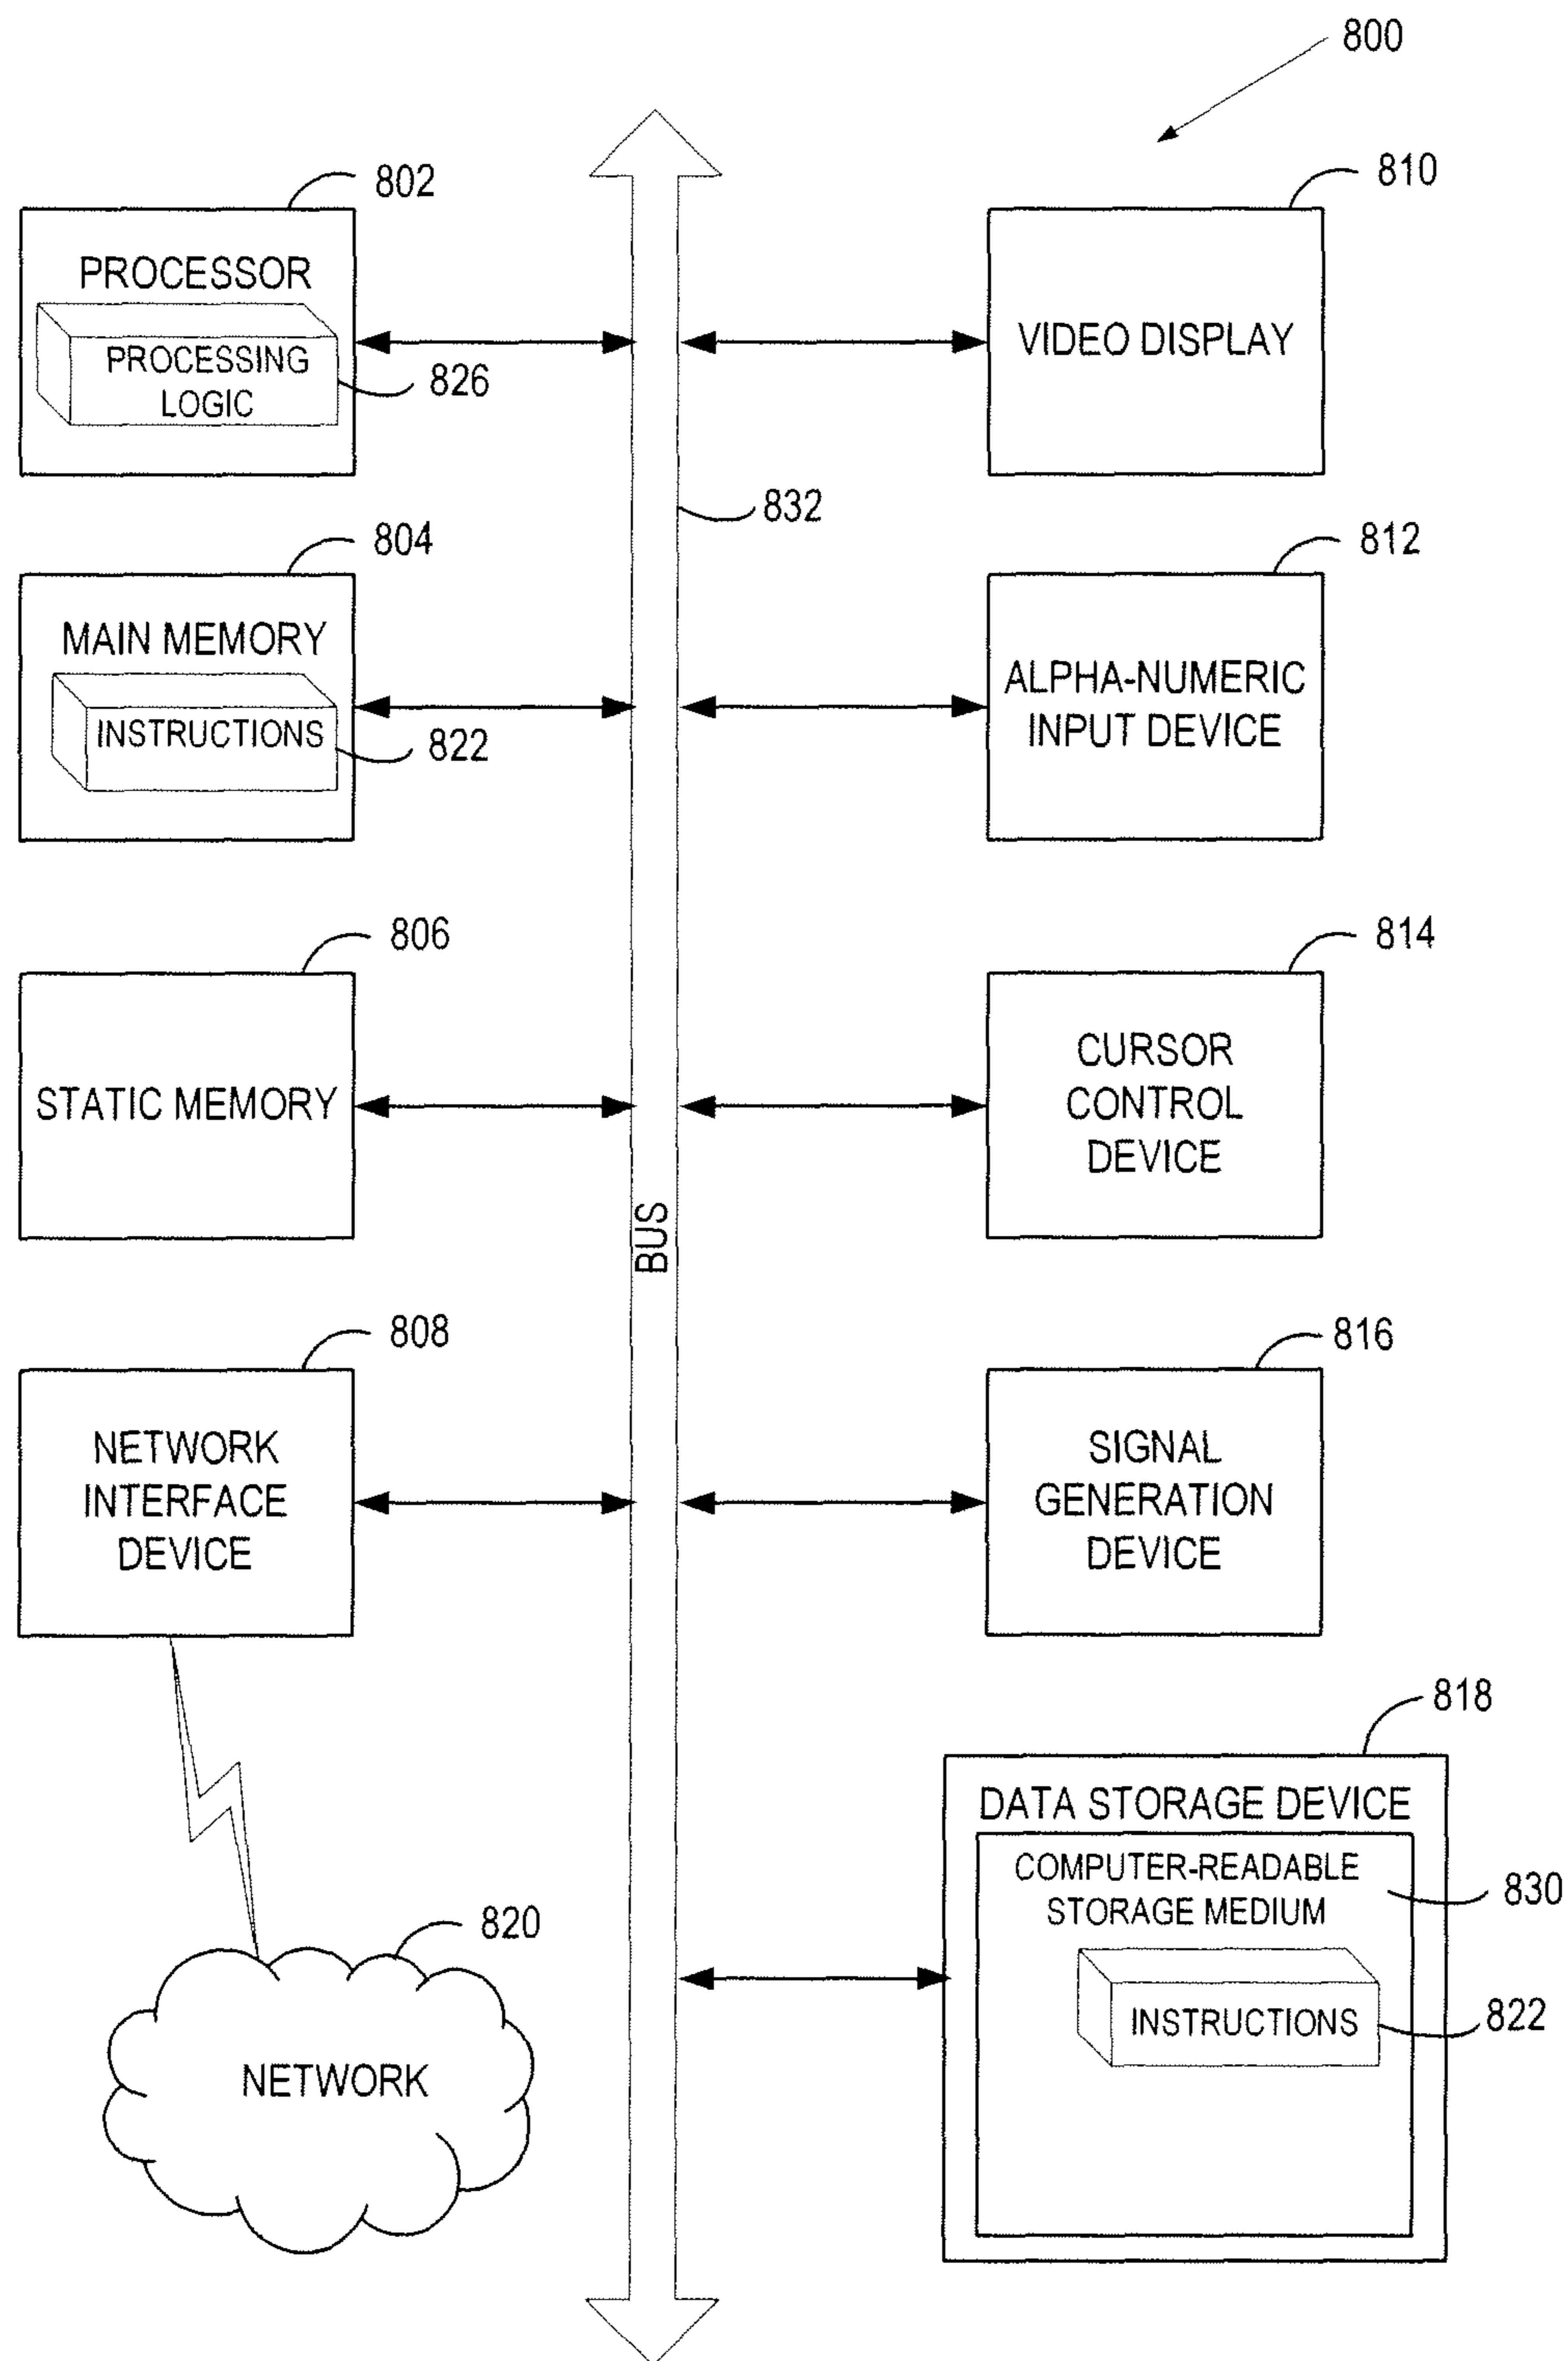 800
802
PROCESSOR
PROCESSING
LOGIC
826
810
VIDEO DISPLAY
832
804
MAIN MEMORY
INSTRUCTIONS
822
812
ALPHA-NUMERIC
INPUT DEVICE
806
STATIC MEMORY
814
CURSOR
CONTROL
DEVICE
BUS
808
NETWORK
INTERFACE
DEVICE
816
SIGNAL
GENERATION
DEVICE
820
NETWORK
818
DATA STORAGE DEVICE
COMPUTER-READABLE
STORAGE MEDIUM
830
INSTRUCTIONS
822